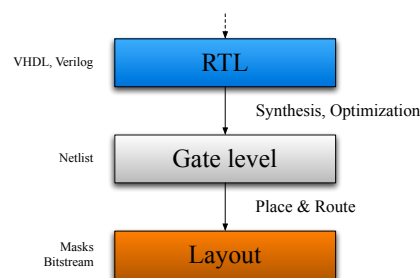 VHDL, Verilog
RTL
Synthesis, Optimization
Netlist
Gate level
Place & Route
Masks
Bitstream
Layout